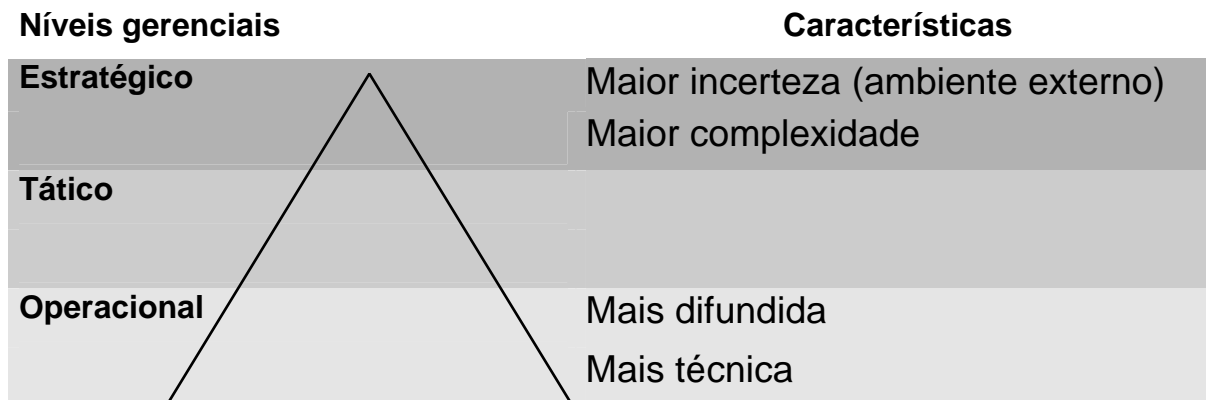 Níveis gerenciais Características
Estratégico Maior incerteza (ambiente externo)
Maior complexidade
Tático
Operacional Mais difundida
Mais técnica